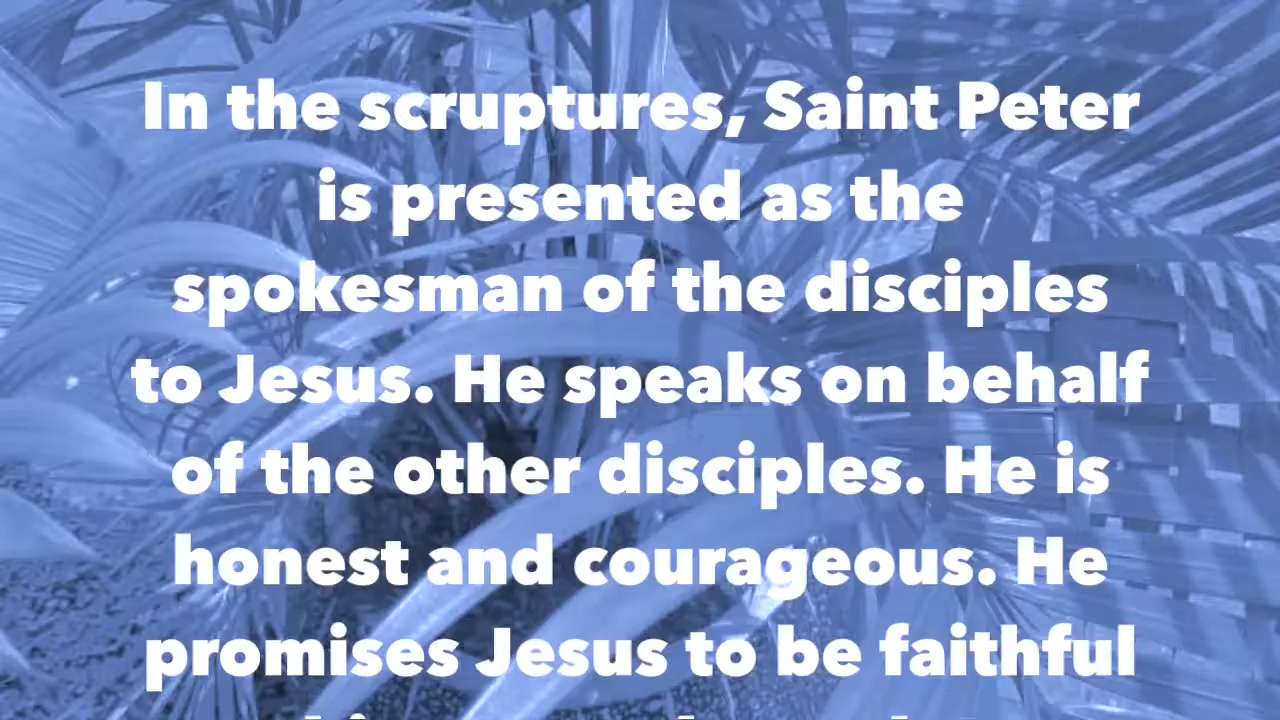 In the scruptures, Saint Peter
is presented as the
spokesman of the disciples
to Jesus. He speaks on behalf
of the other disciples. He is
honest and courageous. He
promises Jesus to be faithful